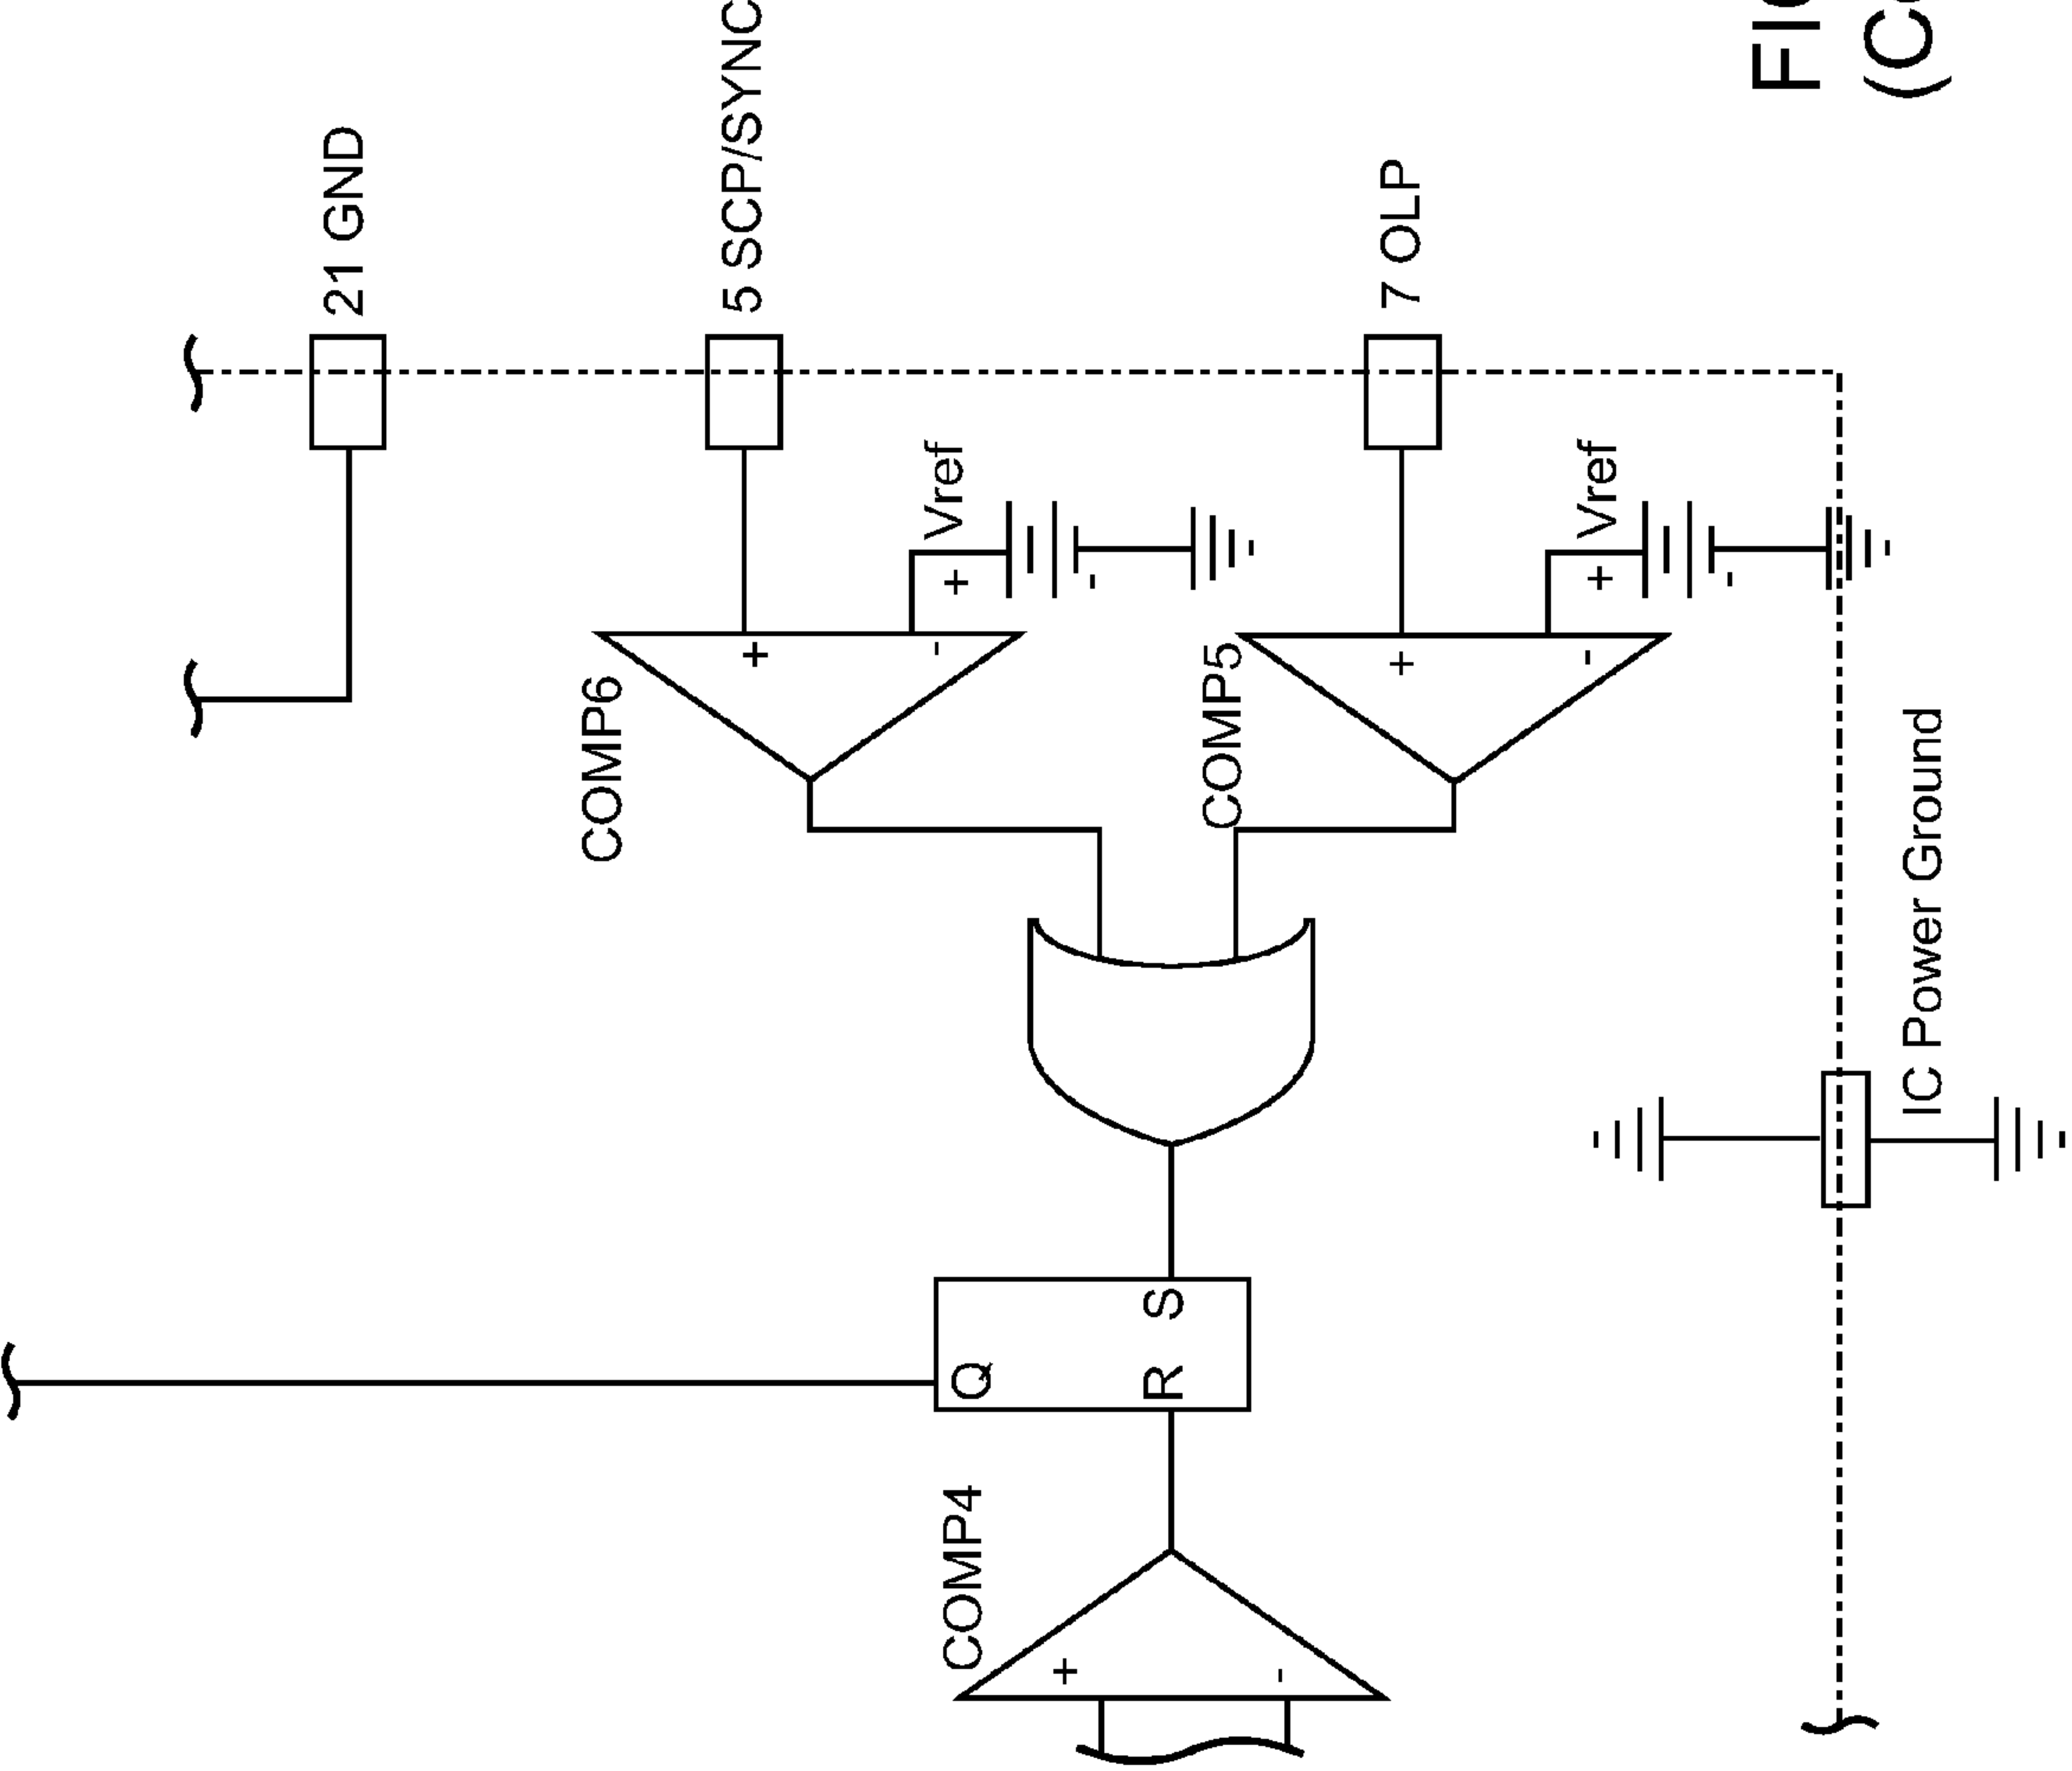 21 GND
COMP6
5 SCP/SYNC
+
-
Vref
+
-
COMP4
+
-
Q
R S
COMP5
7 OLP
+
-
Vref
+
-
IC Power Ground